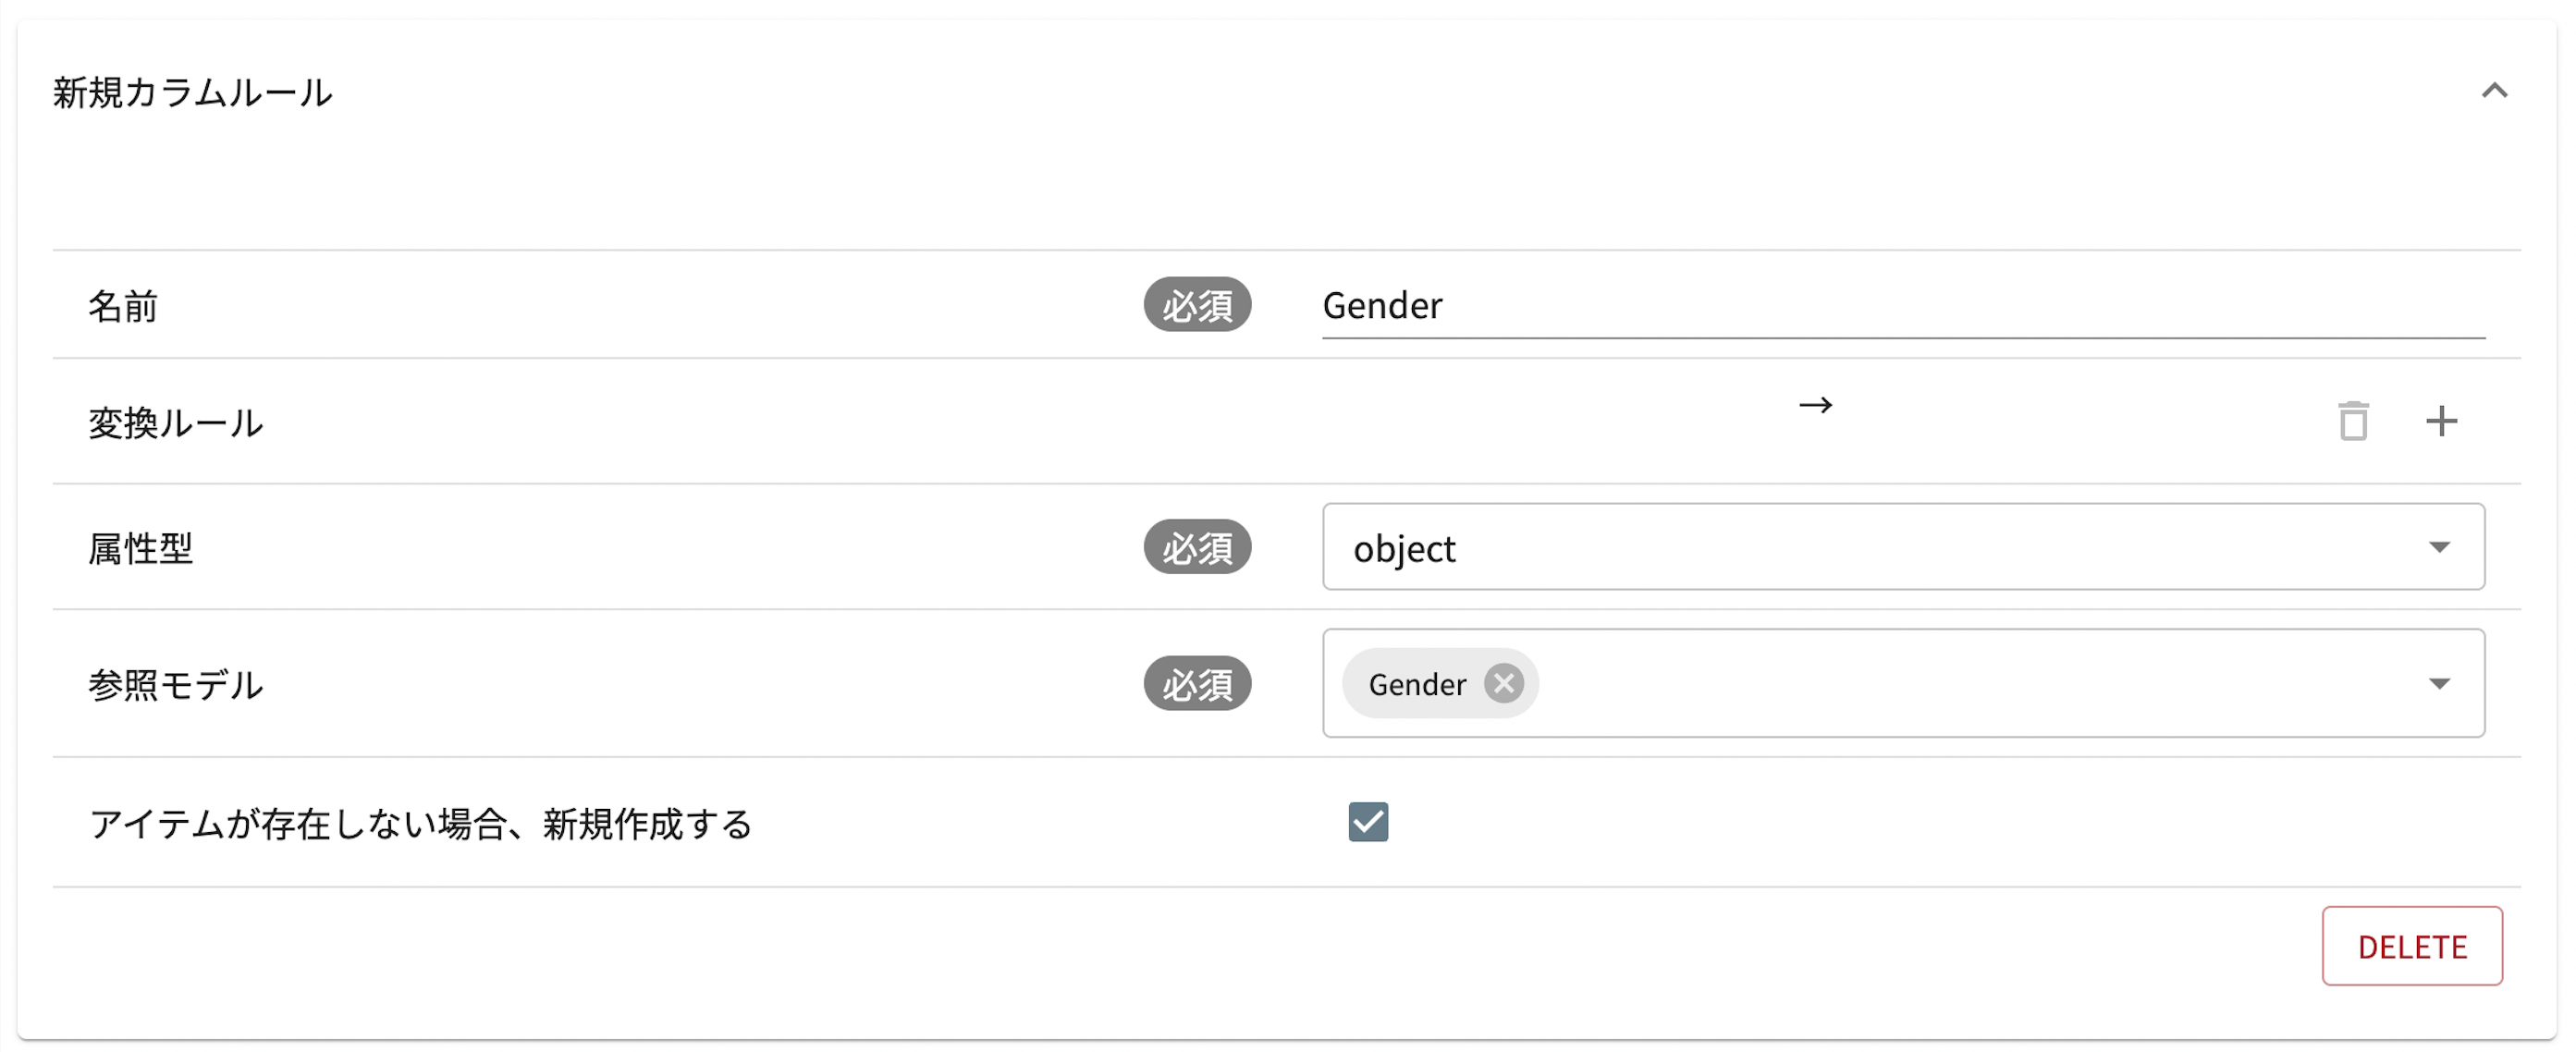 新規カラムルール
名前 必須 Gender
変換ルール →
属性型 必須 object
参照モデル 必須 Gender
アイテムが存在しない場合、新規作成する
DELETE